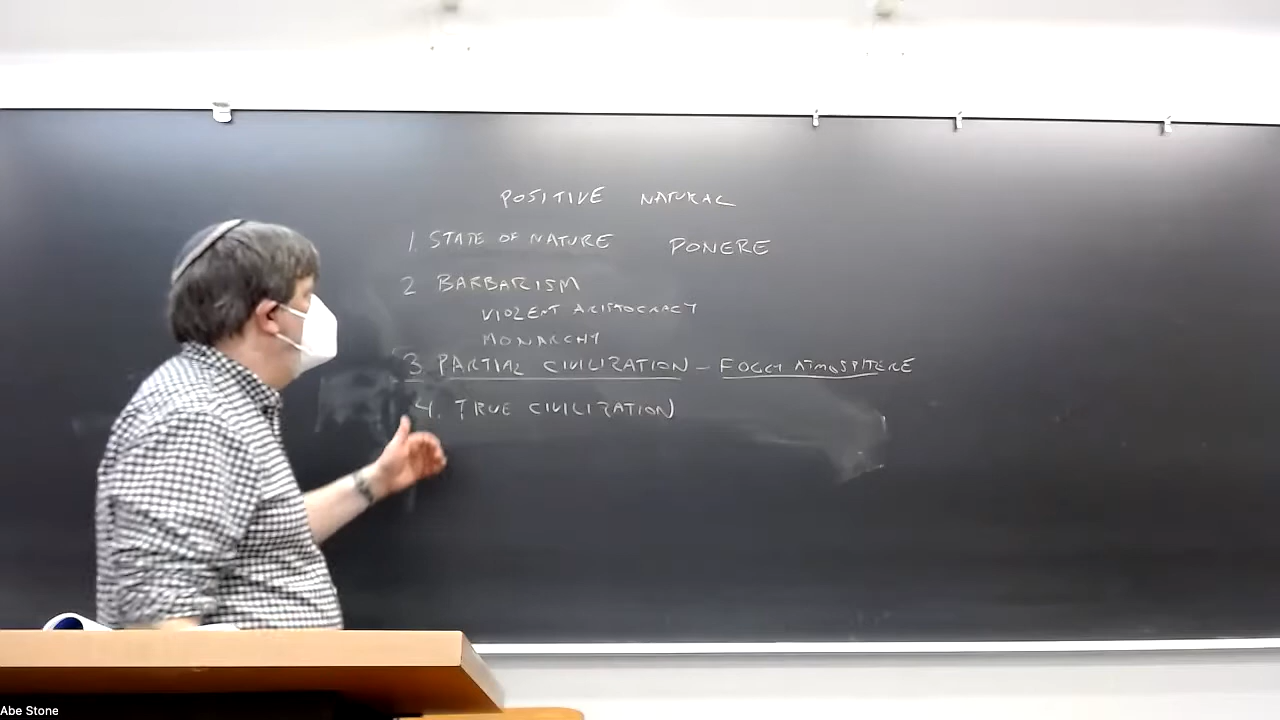 POSITIVE NATURAL
1. STATE OF NATURE PONERE
2 BARBARISM
VIOLENT ARISTOCRACY
MONARCHY
3. PARTIAL CIVILIZATION - FOGGY ATMOSPHERE
4. TRUE CIVILIZATION
Abe Stone